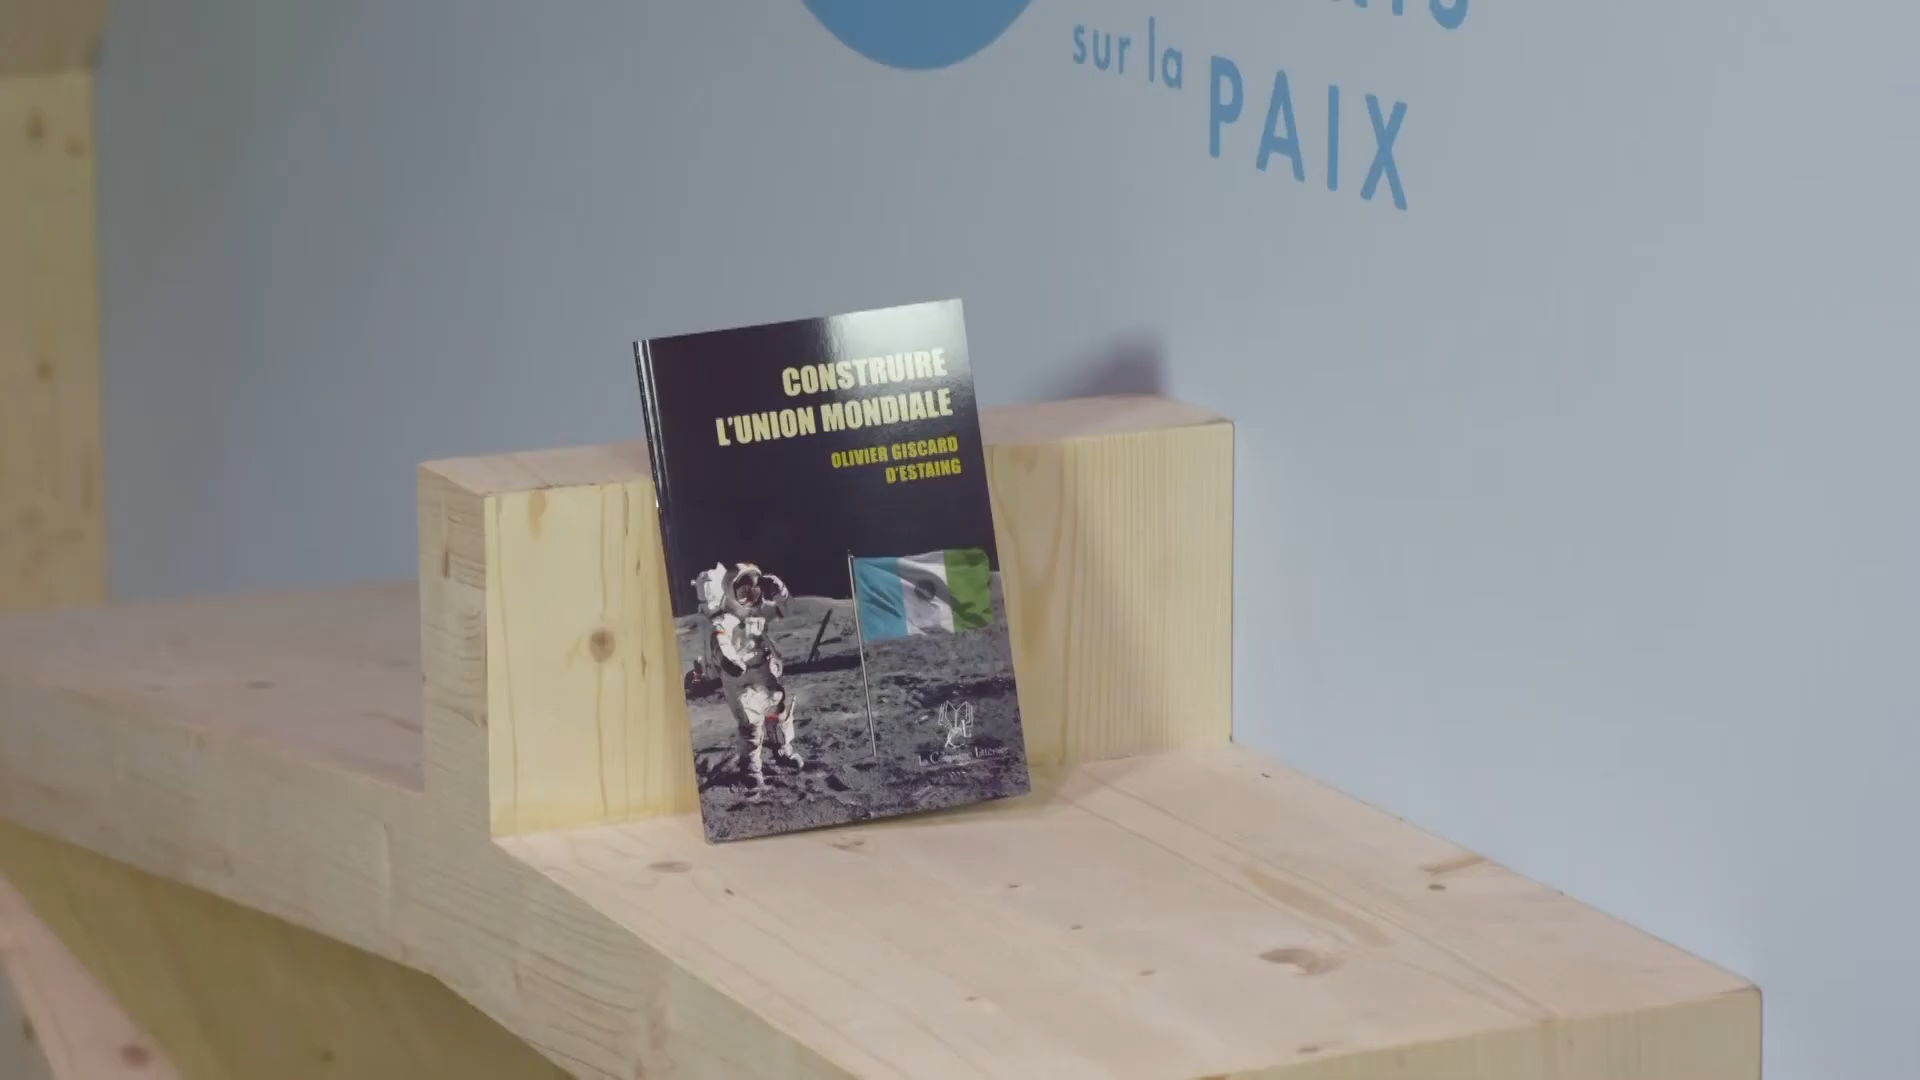 sur la
PAIX
CONSTRUIRE
L'UNION MONDIALE
OLIVIER GISCARD
D'ESTAING